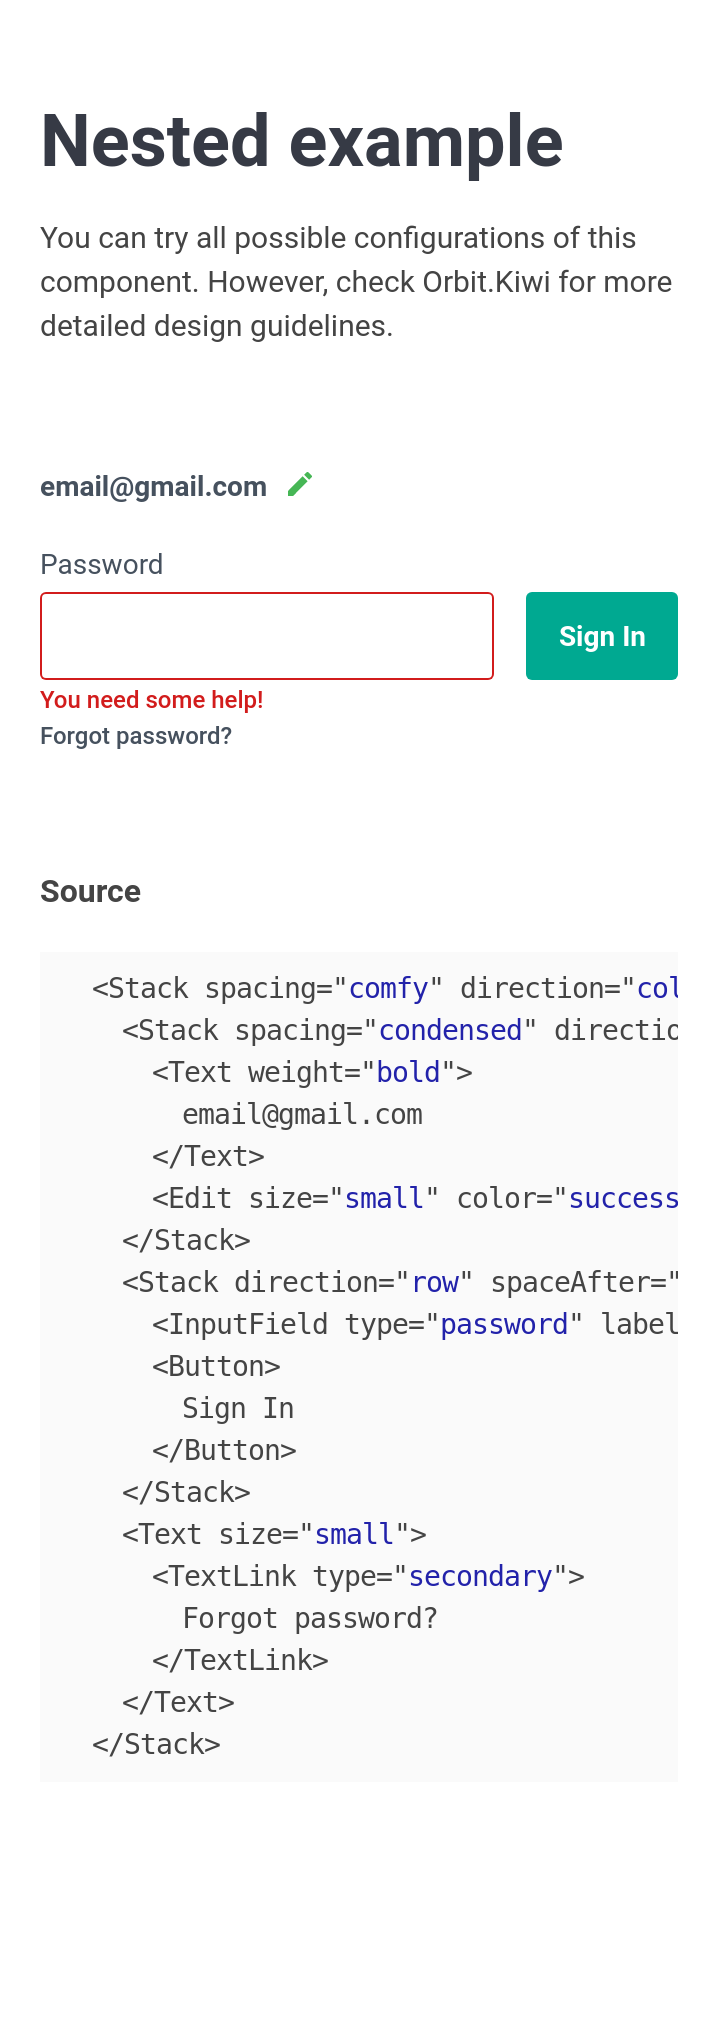 Nested example
You can try all possible configurations of this
component. However, check Orbit.Kiwi for more
detailed design guidelines.
email@gmail.com
Password
Sign In
You need some help!
Forgot password?
Source
<Stack spacing="comfy" direction="col
<Stack spacing="condensed" directio
<Text weight="bold">
email@gmail.com
</Text>
<Edit size="small" color="success
</Stack>
<Stack direction="row" spaceAfter="
<InputField type="password" label
<Button>
Sign In
</Button>
</Stack>
<Text size="small">
<TextLink type="secondary">
Forgot password?
</TextLink>
</Text>
</Stack>